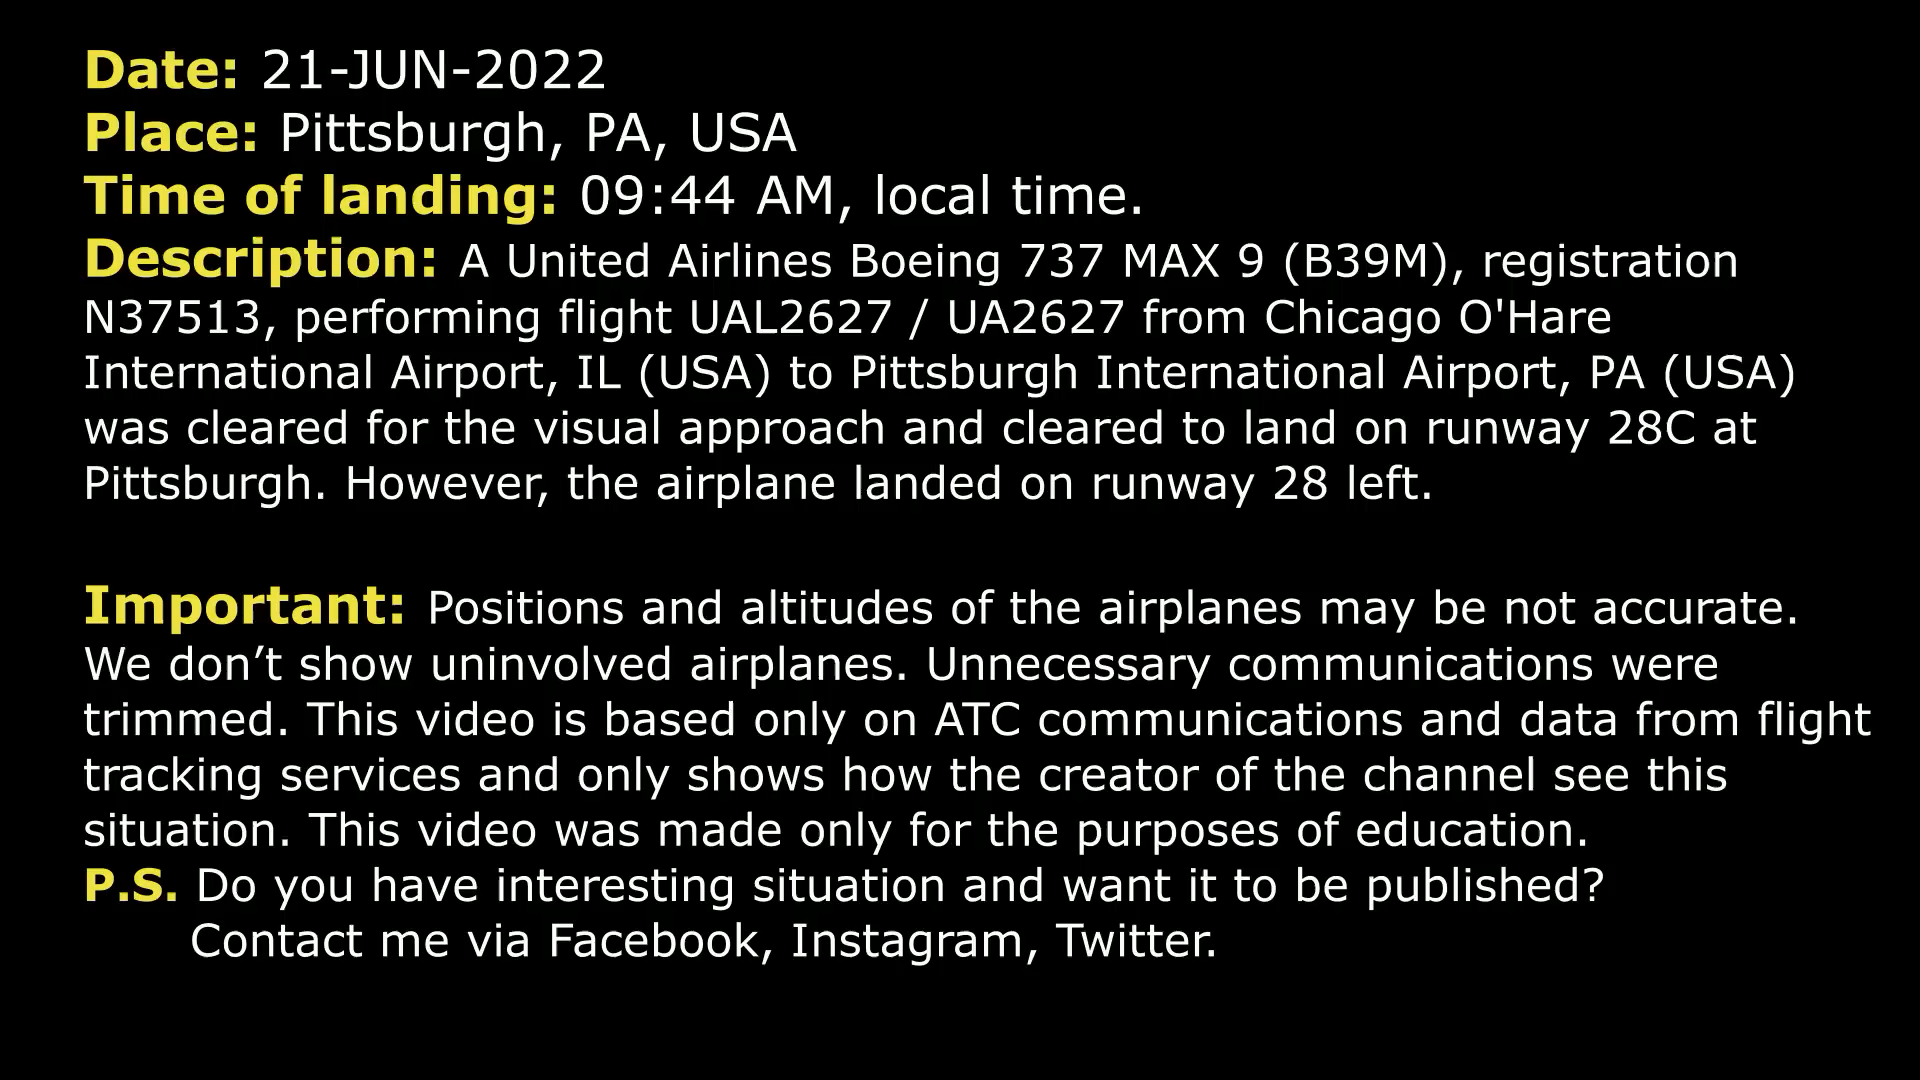 Date: 21-JUN-2022
Place: Pittsburgh, PA, USA
Time of landing: 09:44 AM, local time.
Description: A United Airlines Boeing 737 MAX 9 (B39M), registration
N37513, performing flight UAL2627 / UA2627 from Chicago O'Hare
International Airport, IL (USA) to Pittsburgh International Airport, PA (USA)
was cleared for the visual approach and cleared to land on runway 28C at
Pittsburgh. However, the airplane landed on runway 28 left.
Important: Positions and altitudes of the airplanes may be not accurate.
We don’t show uninvolved airplanes. Unnecessary communications were
trimmed. This video is based only on ATC communications and data from flight
tracking services and only shows how the creator of the channel see this
situation. This video was made only for the purposes of education.
P.S. Do you have interesting situation and want it to be published?
Contact me via Facebook, Instagram, Twitter.